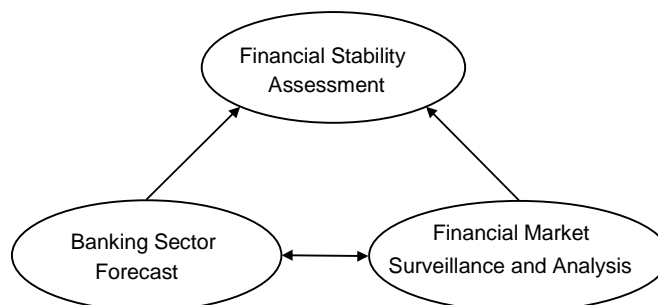 Financial Stability
Assessment
Banking Sector
Forecast
Financial Market
Surveillance and Analysis